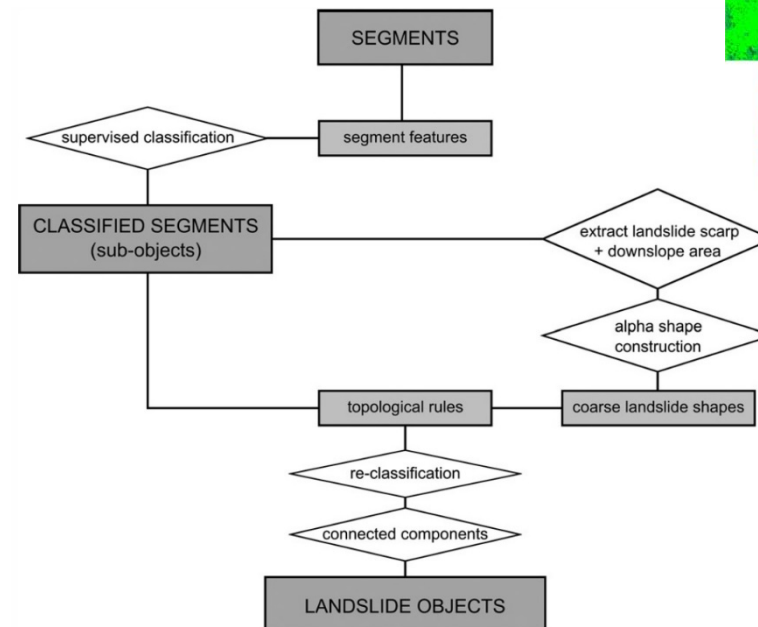 SEGMENTS
supervised classification
segment features
CLASSIFIED SEGMENTS
(sub-objects)
extract landslide scarp
+ downslope area
alpha shape
construction
topological rules
coarse landslide shapes
re-classification
connected components
LANDSLIDE OBJECTS